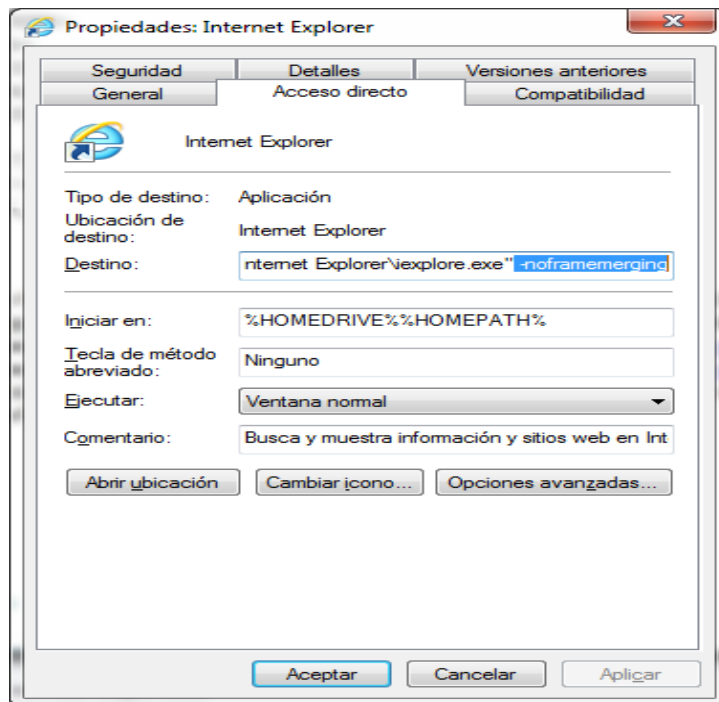 Propiedades: Internet Explorer
Seguridad Detalles Versiones anteriores
General Acceso directo Compatibilidad
Internet Explorer
Tipo de destino: Aplicación
Ubicación de destino: Internet Explorer
Destino: nternet Explorer\iexplore.exe" -noframemerging
Iniciar en: %HOMEDRIVE%%HOMEPATH%
Tecla de método abreviado: Ninguno
Ejecutar: Ventana normal
Comentario: Busca y muestra información y sitios web en Int
Abrir ubicación Cambiar icono... Opciones avanzadas...
Aceptar Cancelar Aplicar